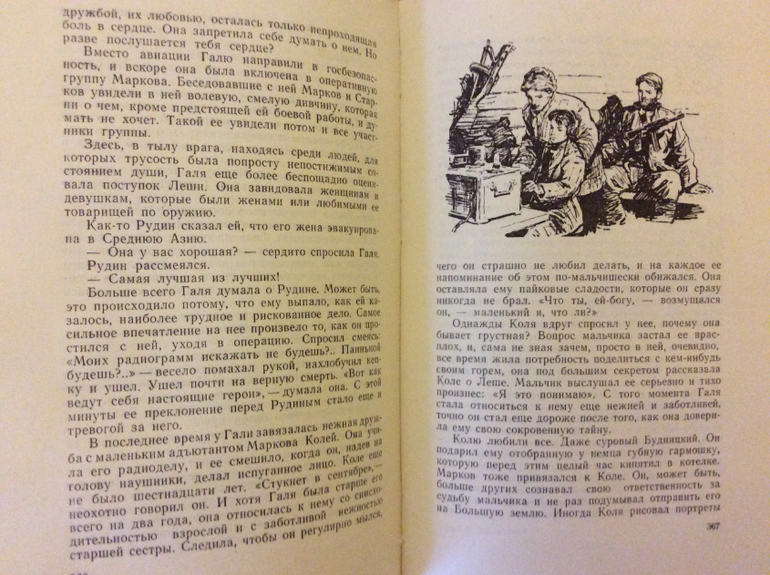 дружбой, их любовью, осталась только непроходящая
боль в сердце. Она запретила себе думать о нем. Но
разве послушается тебя сердце?
Вместо авиации Галю направили в госбезопас-
ность, и вскоре она была включена в оперативную
группу Маркова. Беседовавшие с ней Марков и Стар-
ков увидели в ней волевую, смелую дивчину, которая
ни о чем, кроме предстоящей ей боевой работы, и ду-
мать не хочет. Такой ее увидели потом и все участ-
ники группы.
Здесь, в тылу врага, находясь среди людей, для
которых трусость была попросту непостижимым со-
стоянием души, Галя еще более беспощадно оцени-
вала поступок Леши. Она завидовала женщинам и
девушкам, которые были женами или любимыми ее
товарищей по оружию.
Как-то Рудин сказал ей, что его жена эвакуирова-
на в Среднюю Азию.
— Она у вас хорошая? — сердито спросила Галя.
Рудин рассмеялся.
— Самая лучшая из лучших!
Больше всего Галя думала о Рудине. Может быть,
это происходило потому, что ему выпало, как ей ка-
залось, наиболее трудное и рискованное дело. Самое
сильное впечатление на нее произвело то, как он про-
стился с ней, уходя в операцию. Спросил смеясь:
«Моих радиограмм искажать не будешь?.. Панинькой
будешь?..» — весело помахал рукой, нахлобучил кеп-
ку и ушел. Ушел почти на верную смерть. «Вот как
ведут себя настоящие герои», — думала она. С этой
минуты ее преклонение перед Рудиным стало еще и
тревогой за него.
В последнее время у Гали завязалась нежная друж-
ба с маленьким адъютантом Маркова Колей. Она учи-
ла его радиоделу, и ее смешило, когда он, надев на
голову наушники, делал испуганное лицо. Коле еще
не было шестнадцати лет. «Стукнет в сентябре»,—
неохотно говорил он. И хотя Галя была старше его
всего на два года, она относилась к нему со снисхо-
дительностью взрослой и с заботливой нежностью
старшей сестры. Следила, чтобы он регулярно мылся,
чего он страшно не любил делать, и на каждое ее
напоминание об этом по-мальчишески обижался. Она
оставляла ему пайковые сладости, которые он сразу
никогда не брал. «Что ты, ей-богу, — возмущался
он, — маленький я, что ли?»
Однажды Коля вдруг спросил у нее, почему она
бывает грустная? Вопрос мальчика застал ее врас-
плох, и, сама не зная зачем, просто в ней, очевидно,
все время жила потребность поделиться с кем-нибудь
своим горем, она под большим секретом рассказала
Коле о Леше. Мальчик выслушал ее серьезно и тихо
произнес: «Я это понимаю». С того момента Галя
стала относиться к нему еще нежней и заботливей,
точно он стал еще дороже после того, как она довери-
ла ему свою сокровенную тайну.
Колю любили все. Даже суровый Будницкий. Он
подарил ему отобранную у немца губную гармошку,
которую перед этим целый час кипятил в котелке.
Марков тоже привязался к Коле. Он, может быть,
больше других сознавал свою ответственность за
судьбу мальчика и не раз подумывал отправить его
на Большую землю. Иногда Коля рисовал портреты
367